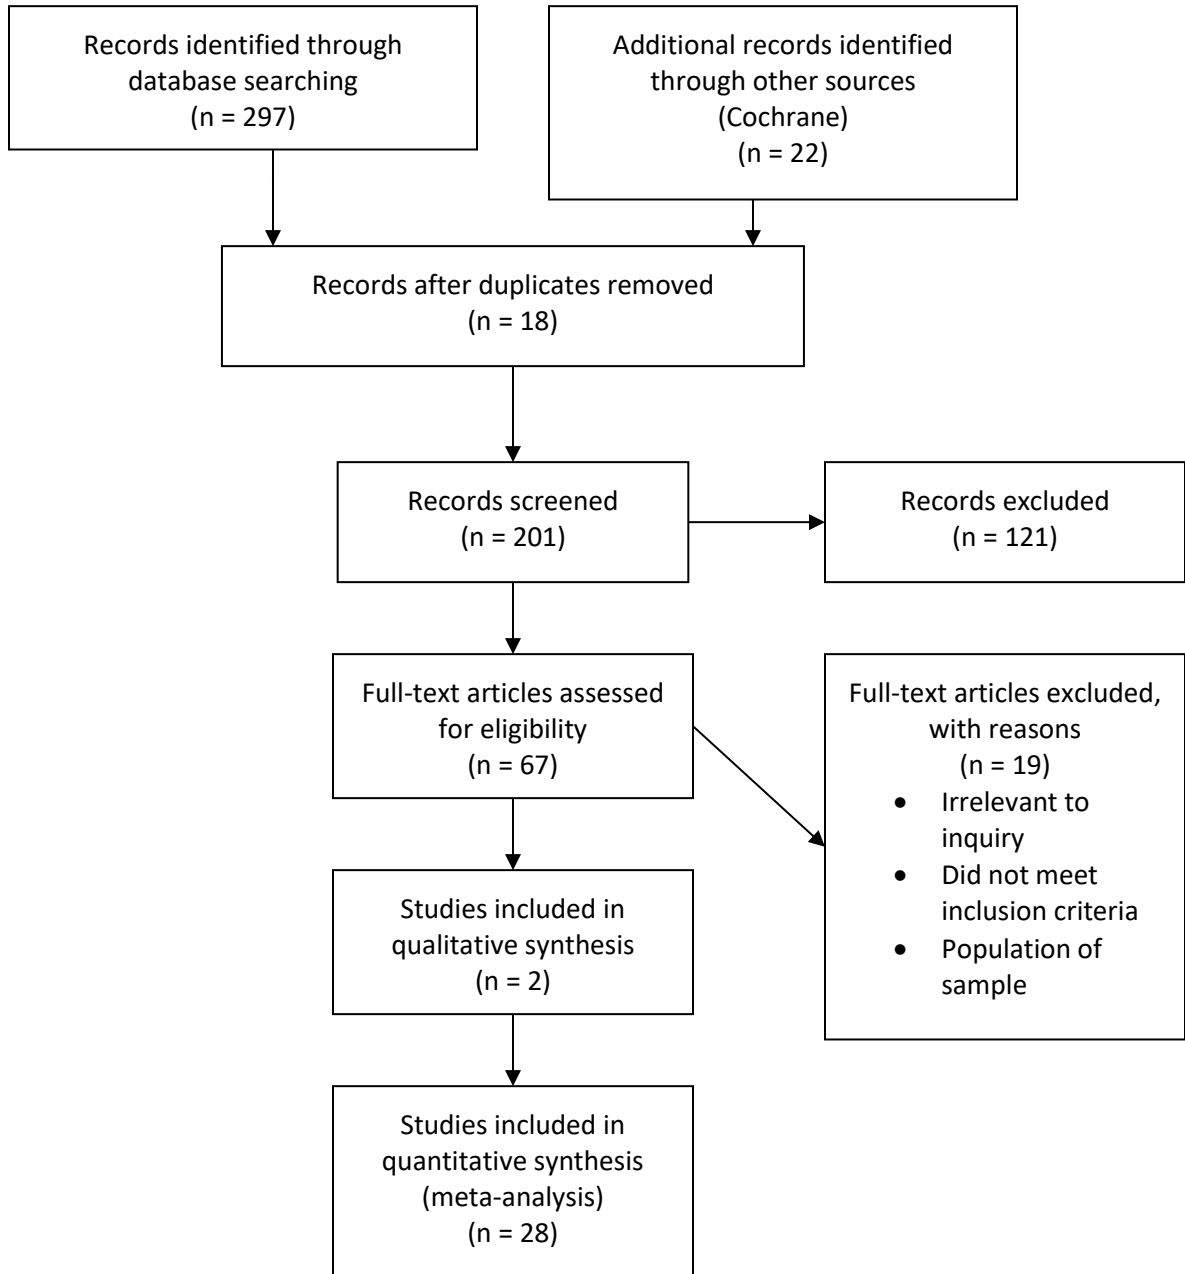 Records identified through
database searching
(n = 297)
Additional records identified
through other sources
(Cochrane)
(n = 22)
Records after duplicates removed
(n = 18)
Records screened
(n = 201)
Records excluded
(n = 121)
Full-text articles assessed
for eligibility
(n = 67)
Full-text articles excluded,
with reasons
(n = 19)
• Irrelevant to
inquiry
• Did not meet
inclusion criteria
• Population of
sample
Studies included in
qualitative synthesis
(n = 2)
Studies included in
quantitative synthesis
(meta-analysis)
(n = 28)